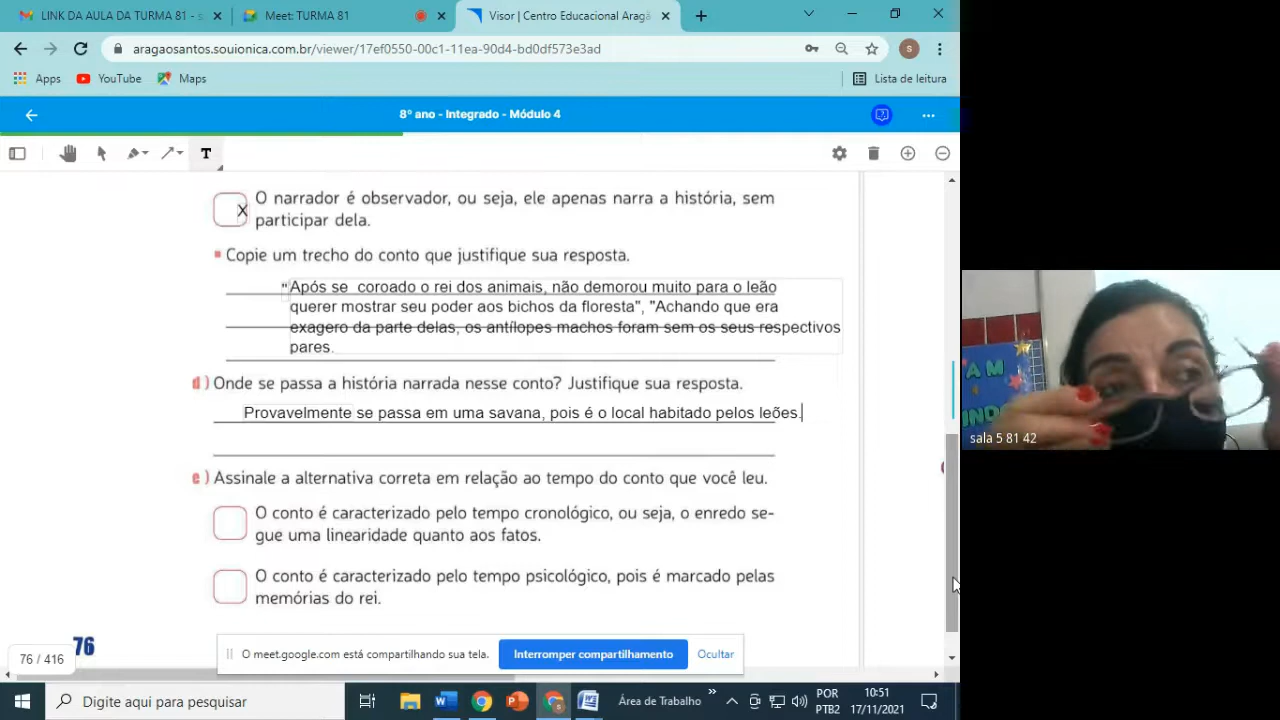 LINK DA AULA DA TURMA 81 - s
Meet: TURMA 81
Visor | Centro Educacional Aragã
aragaosantos.souionica.com.br/viewer/17ef0550-00c1-11ea-90d4-bd0df573e3ad
s
Apps
YouTube
Maps
Lista de leitura
8º ano - Integrado - Módulo 4
T
X
O narrador é observador, ou seja, ele apenas narra a história, sem
participar dela.
Copie um trecho do conto que justifique sua resposta.
"Após se coroado o rei dos animais, não demorou muito para o leão
querer mostrar seu poder aos bichos da floresta", "Achando que era
exagero da parte delas, os antílopes machos foram sem os seus respectivos
pares.
d) Onde se passa a história narrada nesse conto? Justifique sua resposta.
Provavelmente se passa em uma savana, pois é o local habitado pelos leões.
e) Assinale a alternativa correta em relação ao tempo do conto que você leu.
O conto é caracterizado pelo tempo cronológico, ou seja, o enredo se-
gue uma linearidade quanto aos fatos.
O conto é caracterizado pelo tempo psicológico, pois é marcado pelas
memórias do rei.
76 / 416
76
O meet.google.com está compartilhando sua tela.
Interromper compartilhamento
Ocultar
Digite aqui para pesquisar
Área de Trabalho
POR
PTB2
10:51
17/11/2021
AM
INDO
sala 5 81 42